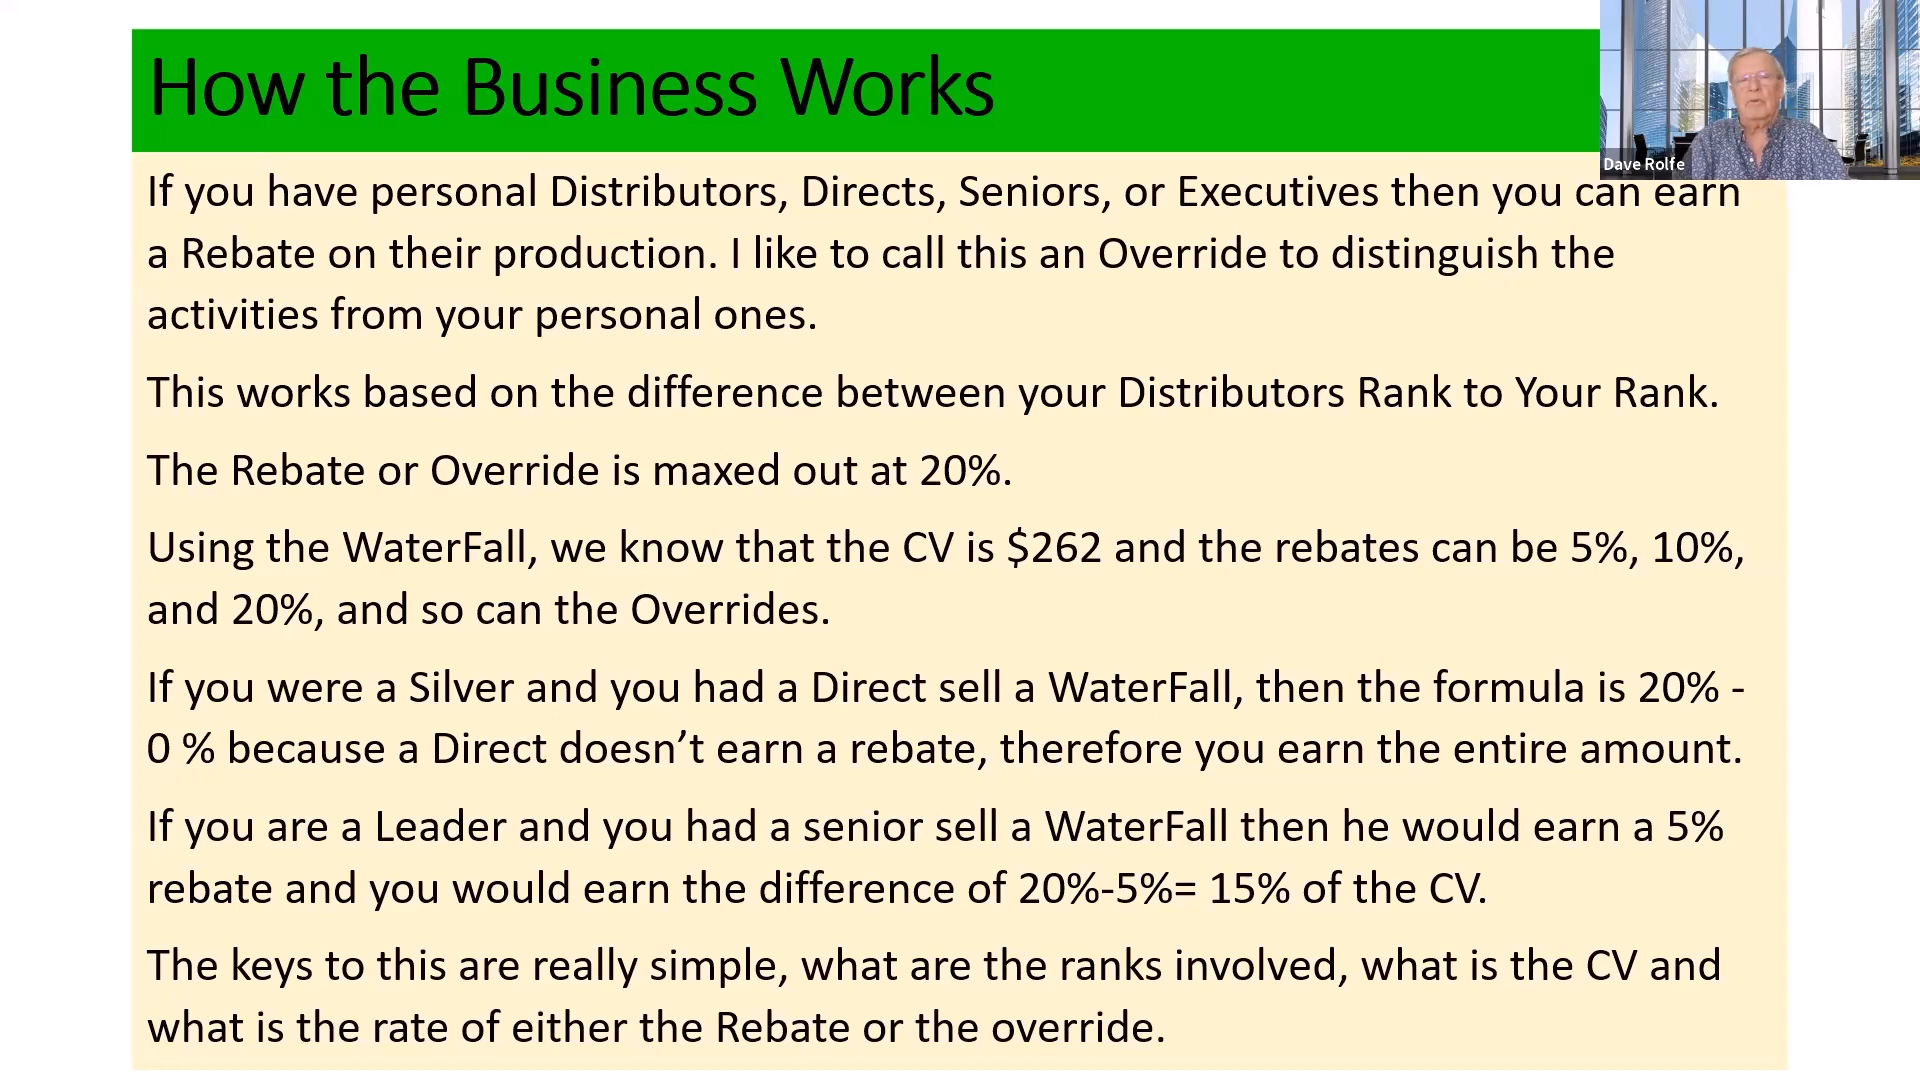 How the Business Works
Dave Rolfe
If you have personal Distributors, Directs, Seniors, or Executives then you can earn
a Rebate on their production. I like to call this an Override to distinguish the
activities from your personal ones.
This works based on the difference between your Distributors Rank to Your Rank.
The Rebate or Override is maxed out at 20%.
Using the WaterFall, we know that the CV is $262 and the rebates can be 5%, 10%,
and 20%, and so can the Overrides.
If you were a Silver and you had a Direct sell a WaterFall, then the formula is 20% -
0 % because a Direct doesn’t earn a rebate, therefore you earn the entire amount.
If you are a Leader and you had a senior sell a WaterFall then he would earn a 5%
rebate and you would earn the difference of 20%-5%= 15% of the CV.
The keys to this are really simple, what are the ranks involved, what is the CV and
what is the rate of either the Rebate or the override.